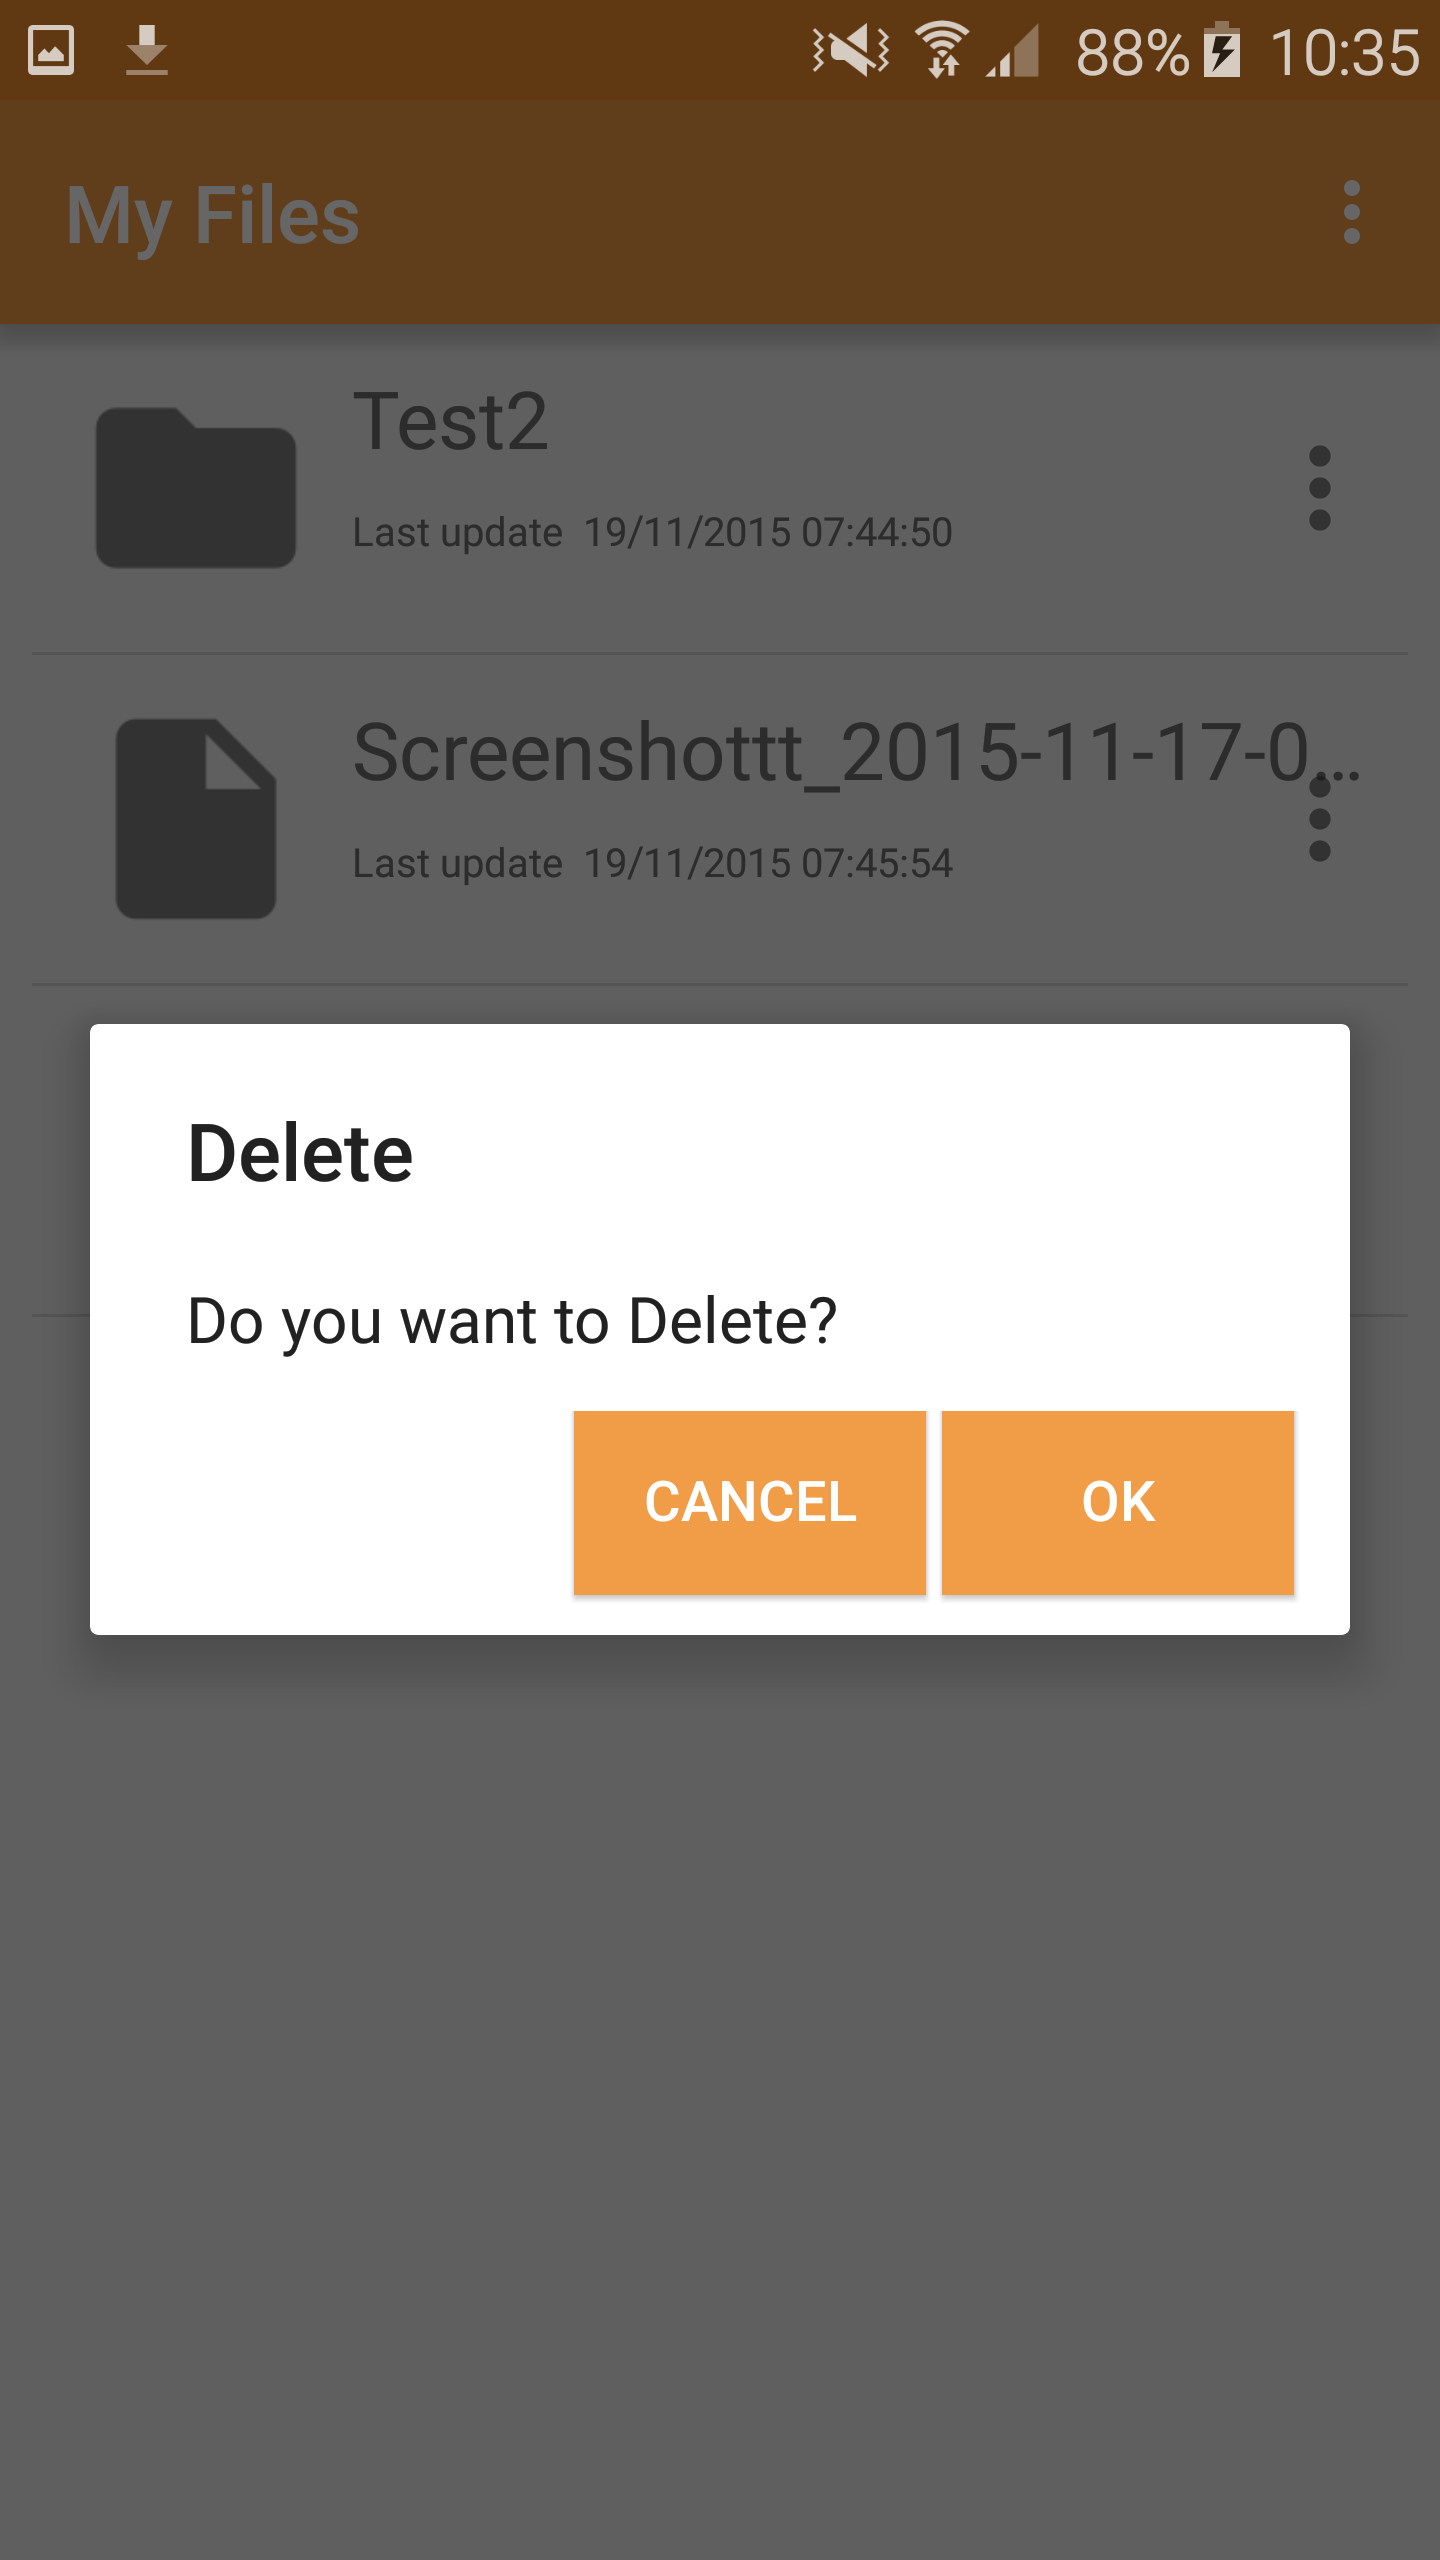 88% 10:35
My Files
Test2
Last update 19/11/2015 07:44:50
Screenshottt_2015-11-17-0...
Last update 19/11/2015 07:45:54
Delete
Do you want to Delete?
CANCEL OK